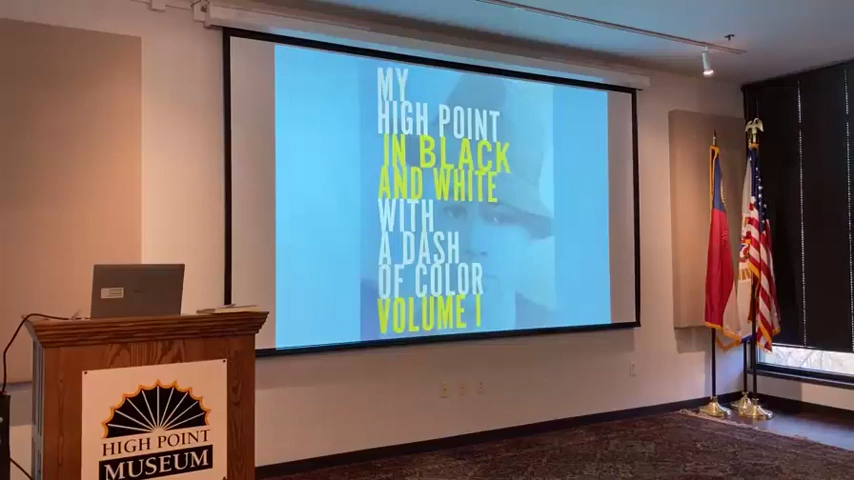 MY
HIGH POINT
IN BLACK
AND WHITE
WITH
A DASH
OF COLOR
VOLUME I
HIGH POINT
MUSEUM